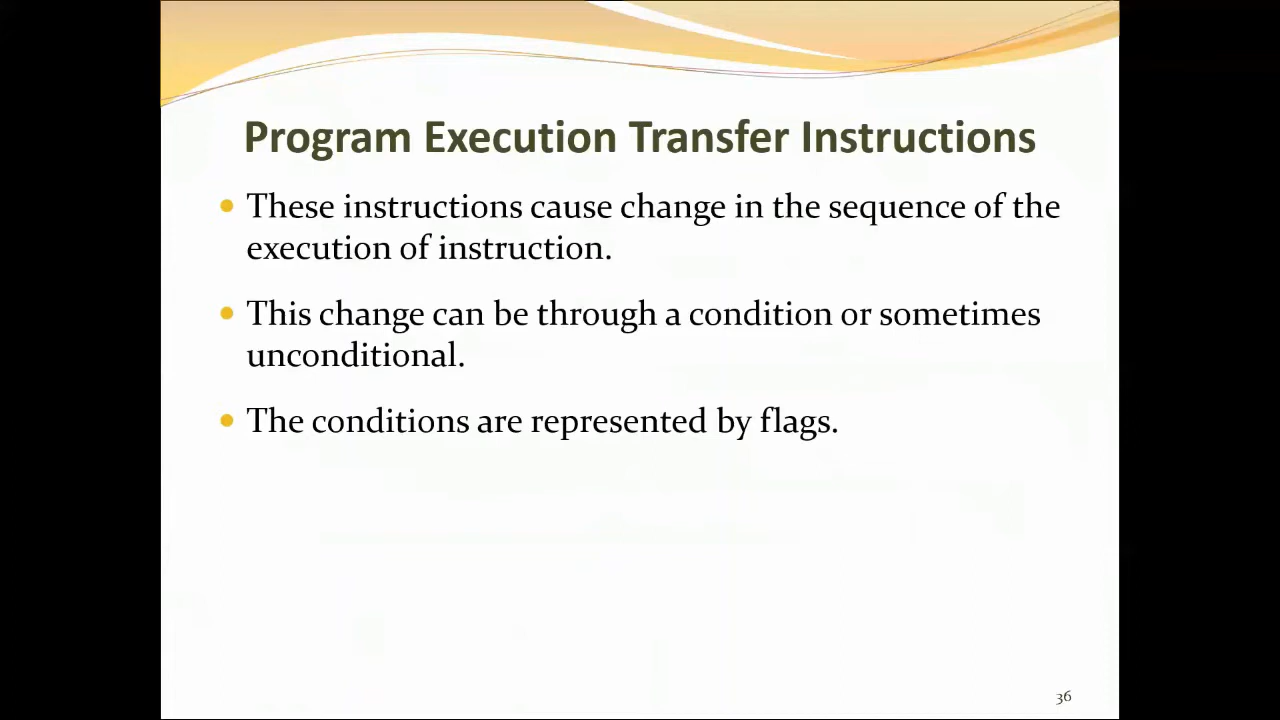 Program Execution Transfer Instructions
• These instructions cause change in the sequence of the
execution of instruction.
• This change can be through a condition or sometimes
unconditional.
• The conditions are represented by flags.
36